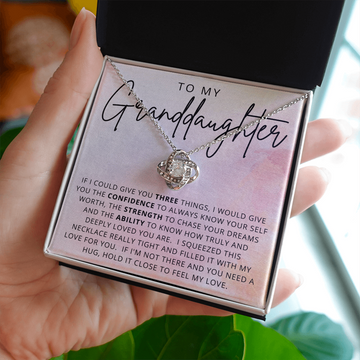 TO MY
Granddaughter
IF I COULD GIVE YOU THREE THINGS, I WOULD GIVE
YOU THE CONFIDENCE TO ALWAYS KNOW YOUR SELF
WORTH, THE STRENGTH TO CHASE YOUR DREAMS
AND THE ABILITY TO KNOW HOW TRULY AND
DEEPLY LOVED YOU ARE. I SQUEEZED THIS
NECKLACE REALLY TIGHT AND FILLED IT WITH MY
LOVE FOR YOU. IF I'M NOT THERE AND YOU NEED A
HUG, HOLD IT CLOSE TO FEEL MY LOVE.